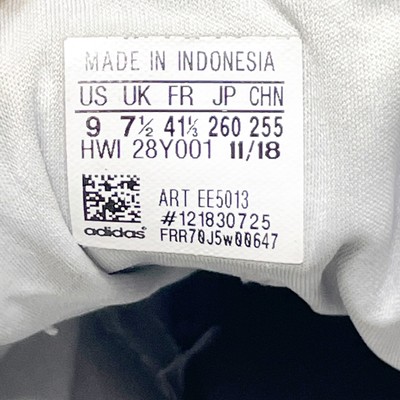 MADE IN INDONESIA
US UK FR JP CHN
9 7½ 41⅓ 260 255
HWI 28Y001 11/18
ART EE5013
#121830725
adidas FRR70J5w00647